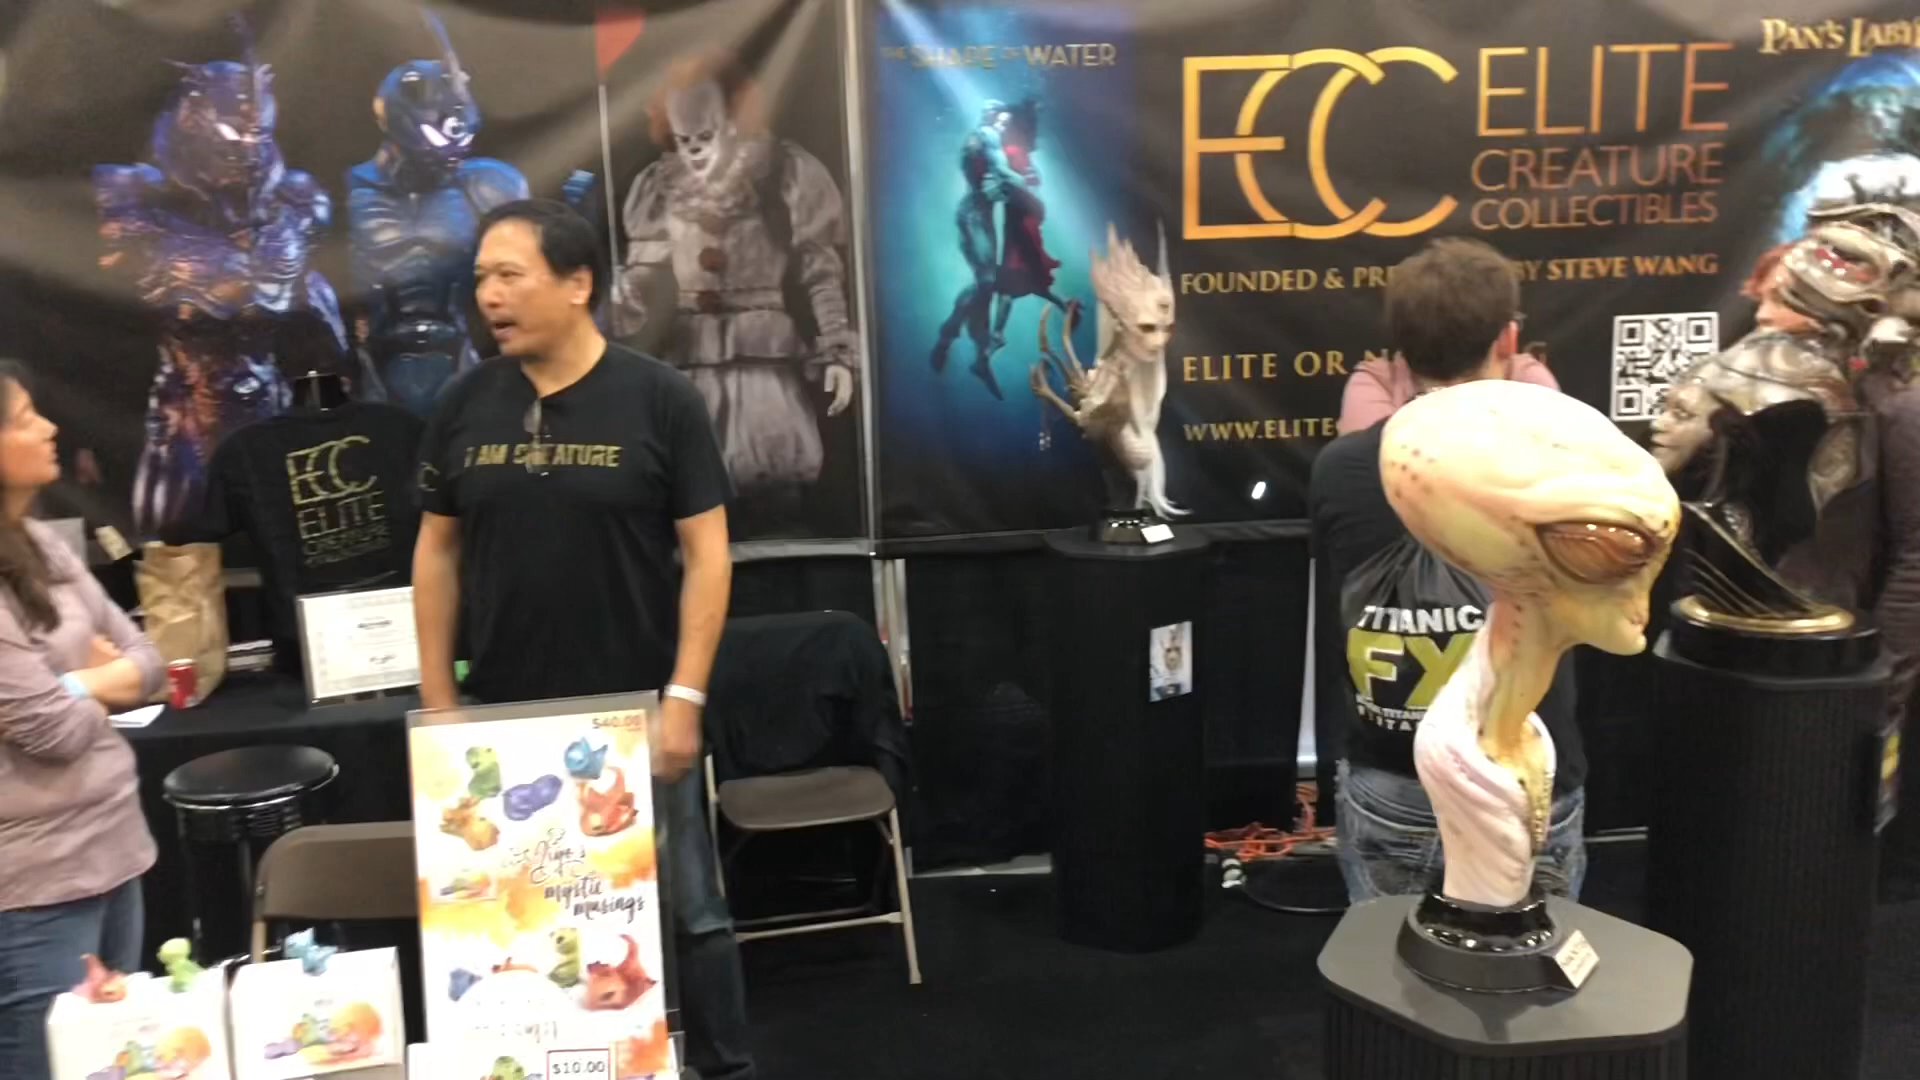 THE SHAPE OF WATER
ECC
ELITE
CREATURE
COLLECTIBLES
PAN'S LABY
FOUNDED & PRE
BY STEVE WANG
ELITE OR N
G
WWW.ELITE
I AM CREATURE
ECC
ELITE
CREATURE
TITANIC
FX
$40.00
mystic
musings
$10.00